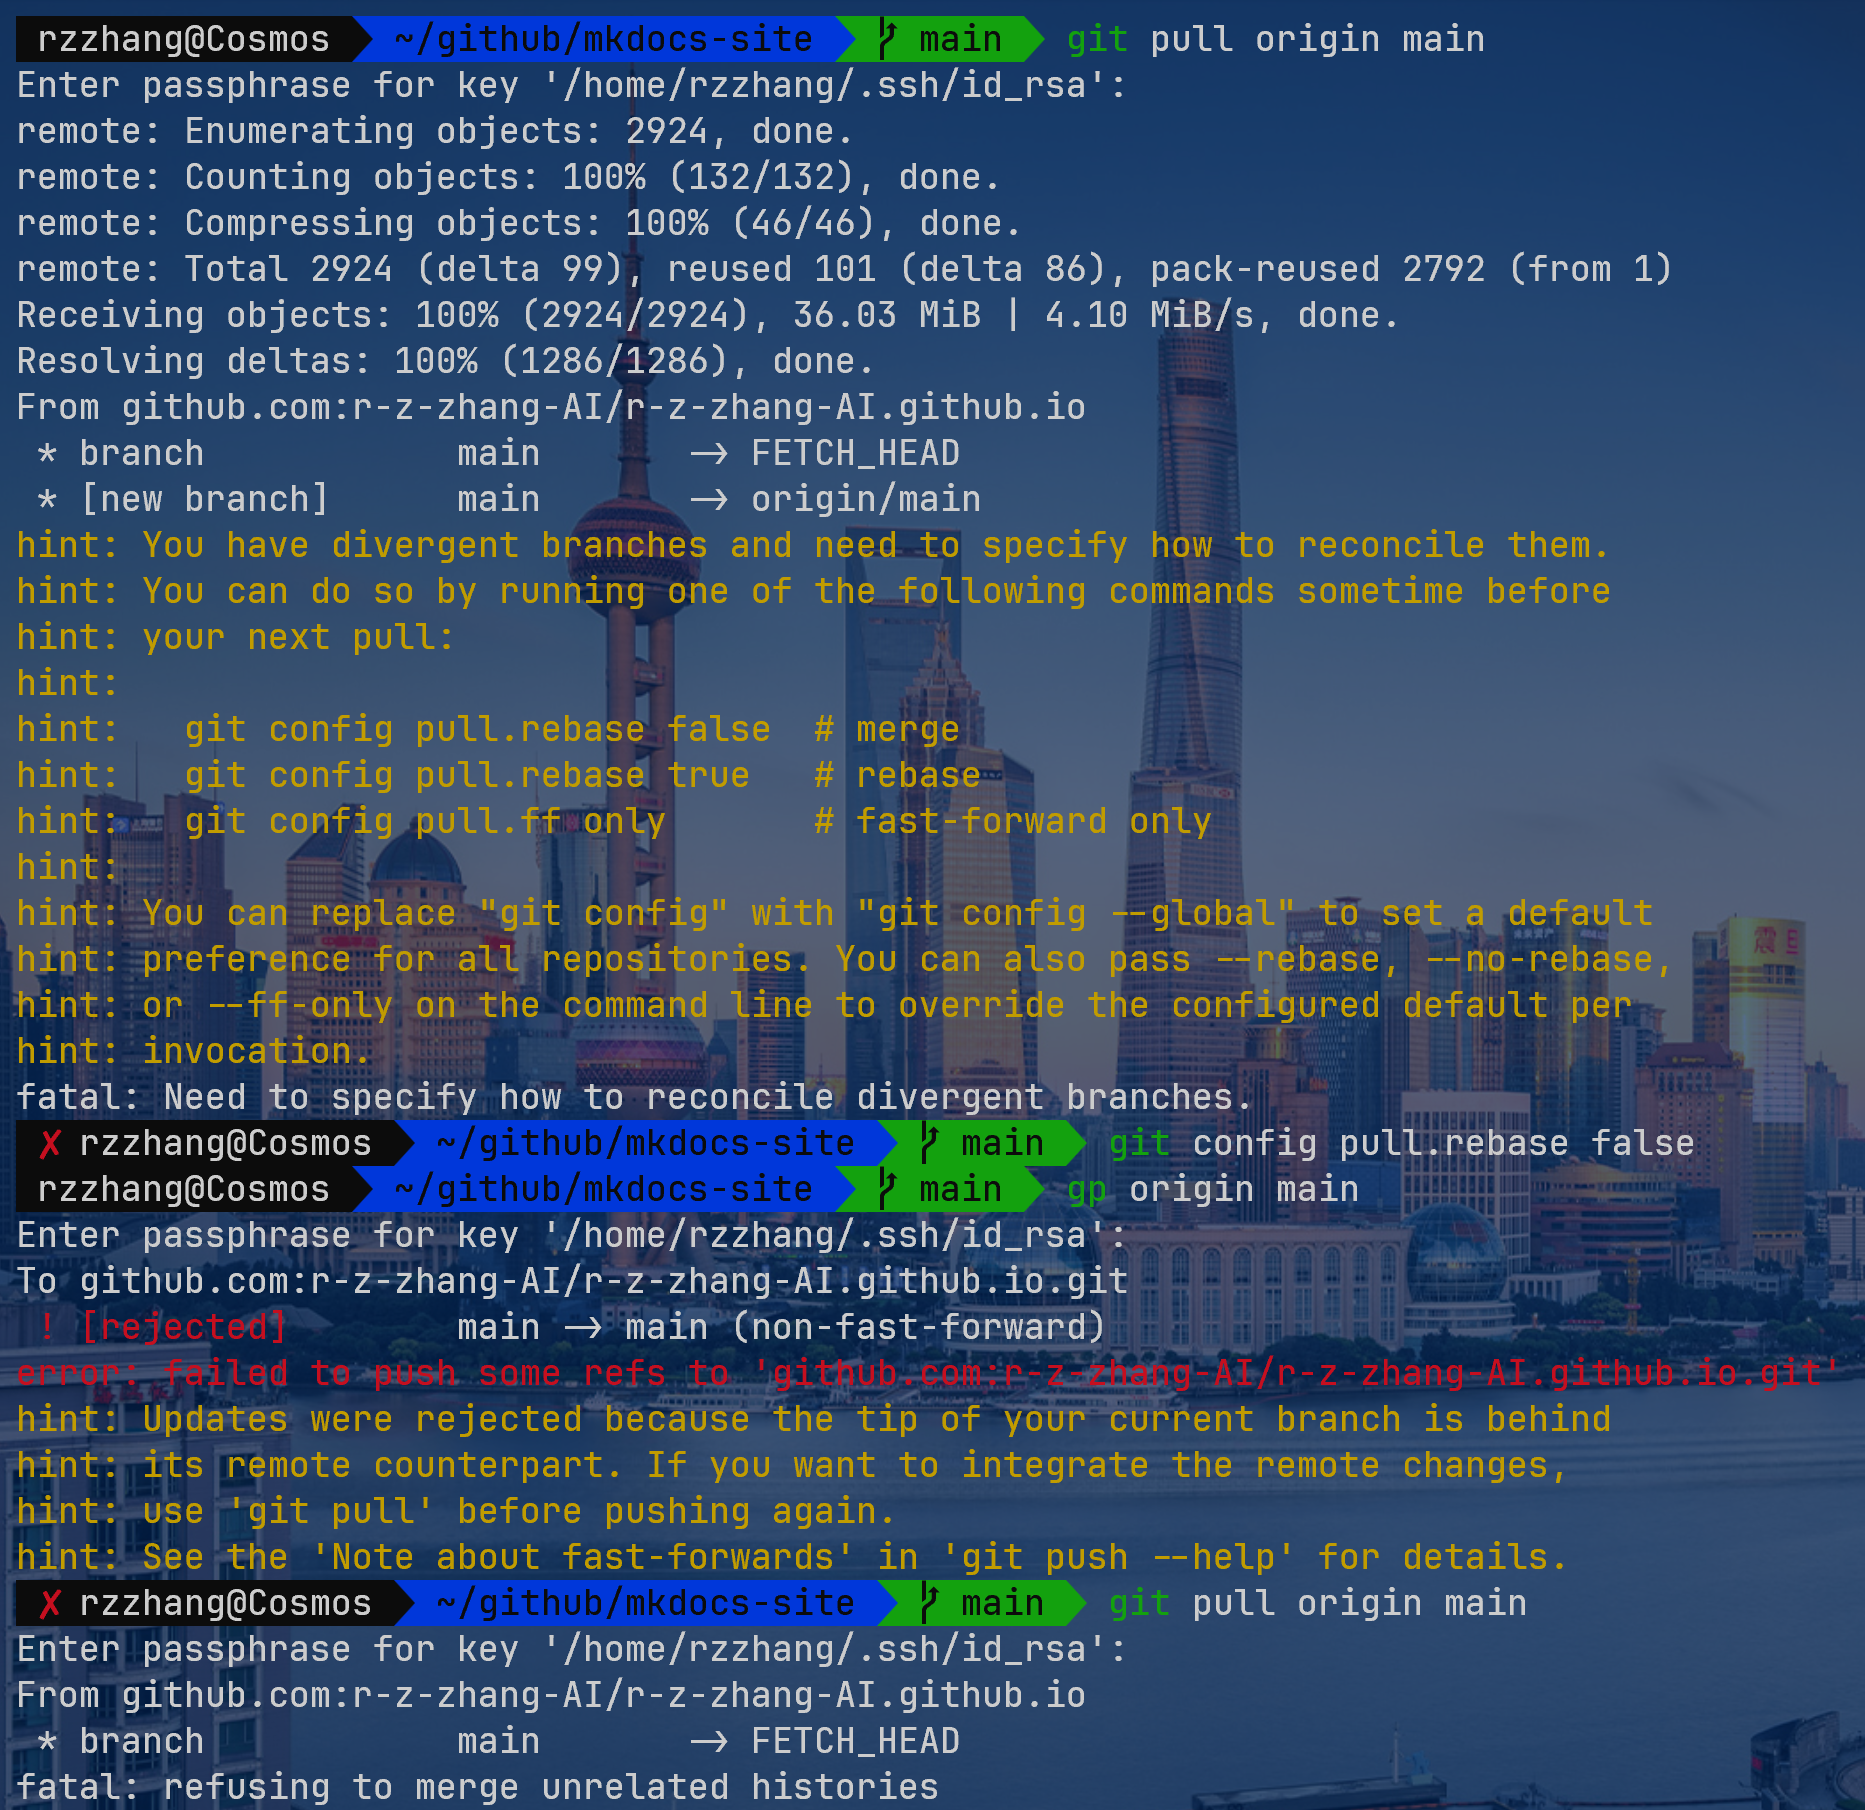 rzzhang@Cosmos ~/github/mkdocs-site main git pull origin main
Enter passphrase for key '/home/rzzhang/.ssh/id_rsa':
remote: Enumerating objects: 2924, done.
remote: Counting objects: 100% (132/132), done.
remote: Compressing objects: 100% (46/46), done.
remote: Total 2924 (delta 99), reused 101 (delta 86), pack-reused 2792 (from 1)
Receiving objects: 100% (2924/2924), 36.03 MiB | 4.10 MiB/s, done.
Resolving deltas: 100% (1286/1286), done.
From github.com:r-z-zhang-AI/r-z-zhang-AI.github.io
 * branch            main       -> FETCH_HEAD
 * [new branch]      main       -> origin/main
hint: You have divergent branches and need to specify how to reconcile them.
hint: You can do so by running one of the following commands sometime before
hint: your next pull:
hint:
hint:   git config pull.rebase false  # merge
hint:   git config pull.rebase true   # rebase
hint:   git config pull.ff only       # fast-forward only
hint:
hint: You can replace "git config" with "git config --global" to set a default
hint: preference for all repositories. You can also pass --rebase, --no-rebase,
hint: or --ff-only on the command line to override the configured default per
hint: invocation.
fatal: Need to specify how to reconcile divergent branches.
✗ rzzhang@Cosmos ~/github/mkdocs-site main git config pull.rebase false
rzzhang@Cosmos ~/github/mkdocs-site main gp origin main
Enter passphrase for key '/home/rzzhang/.ssh/id_rsa':
To github.com:r-z-zhang-AI/r-z-zhang-AI.github.io.git
 ! [rejected]        main -> main (non-fast-forward)
error: failed to push some refs to 'github.com:r-z-zhang-AI/r-z-zhang-AI.github.io.git'
hint: Updates were rejected because the tip of your current branch is behind
hint: its remote counterpart. If you want to integrate the remote changes,
hint: use 'git pull' before pushing again.
hint: See the 'Note about fast-forwards' in 'git push --help' for details.
✗ rzzhang@Cosmos ~/github/mkdocs-site main git pull origin main
Enter passphrase for key '/home/rzzhang/.ssh/id_rsa':
From github.com:r-z-zhang-AI/r-z-zhang-AI.github.io
 * branch            main       -> FETCH_HEAD
fatal: refusing to merge unrelated histories